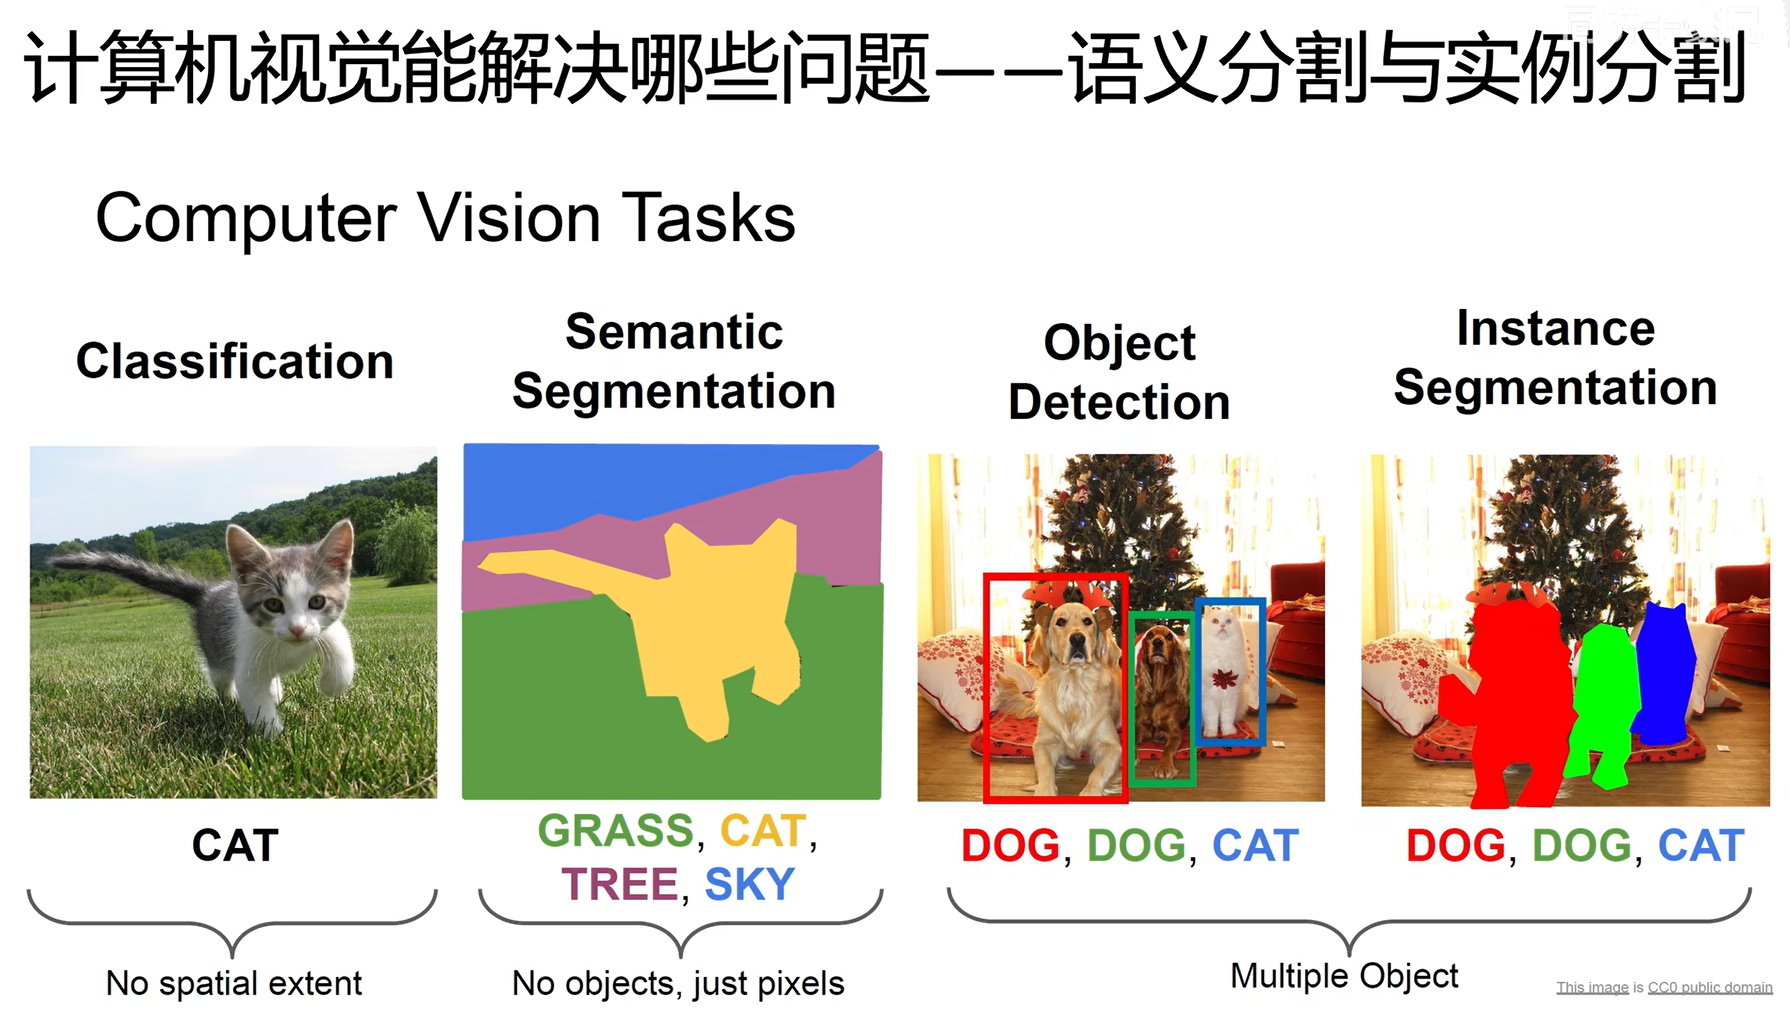 计算机视觉能解决哪些问题——语义分割与实例分割
Computer Vision Tasks
Classification
Semantic
Segmentation
Object
Detection
Instance
Segmentation
CAT
GRASS, CAT,
TREE, SKY
DOG, DOG, CAT
DOG, DOG, CAT
No spatial extent
No objects, just pixels
Multiple Object
This image is CC0 public domain